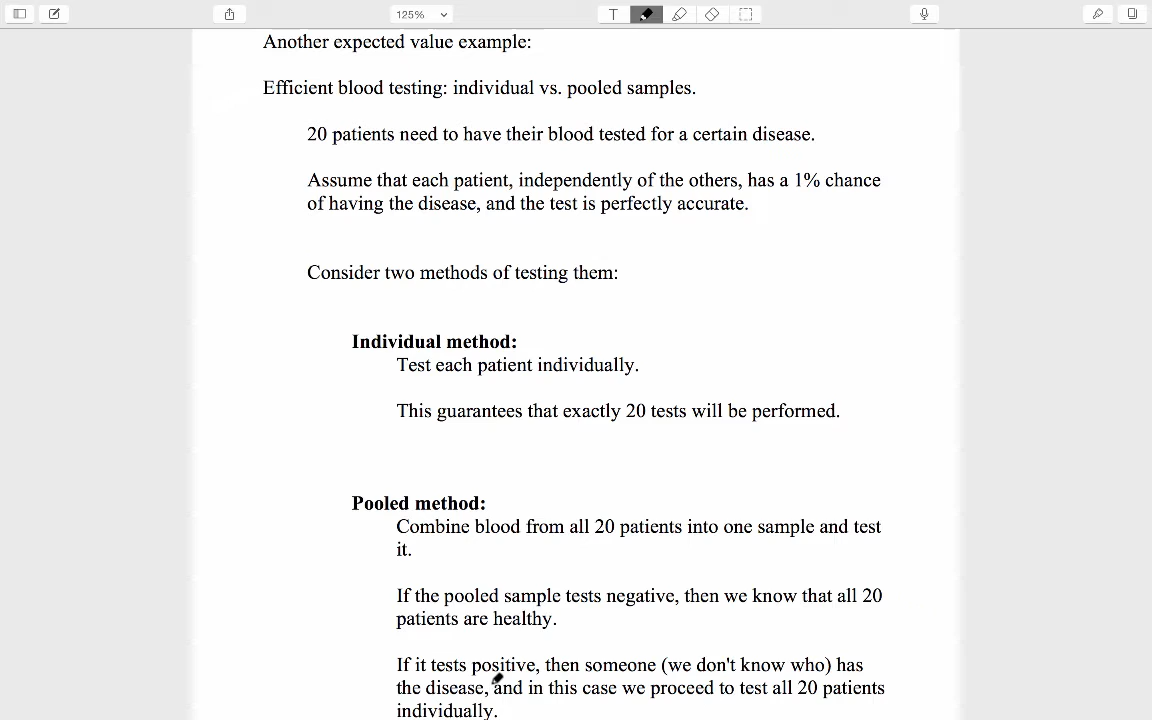 125%
T
Another expected value example:
Efficient blood testing: individual vs. pooled samples.
20 patients need to have their blood tested for a certain disease.
Assume that each patient, independently of the others, has a 1% chance
of having the disease, and the test is perfectly accurate.
Consider two methods of testing them:
Individual method:
Test each patient individually.
This guarantees that exactly 20 tests will be performed.
Pooled method:
Combine blood from all 20 patients into one sample and test
it.
If the pooled sample tests negative, then we know that all 20
patients are healthy.
If it tests positive, then someone (we don't know who) has
the disease, and in this case we proceed to test all 20 patients
individually.